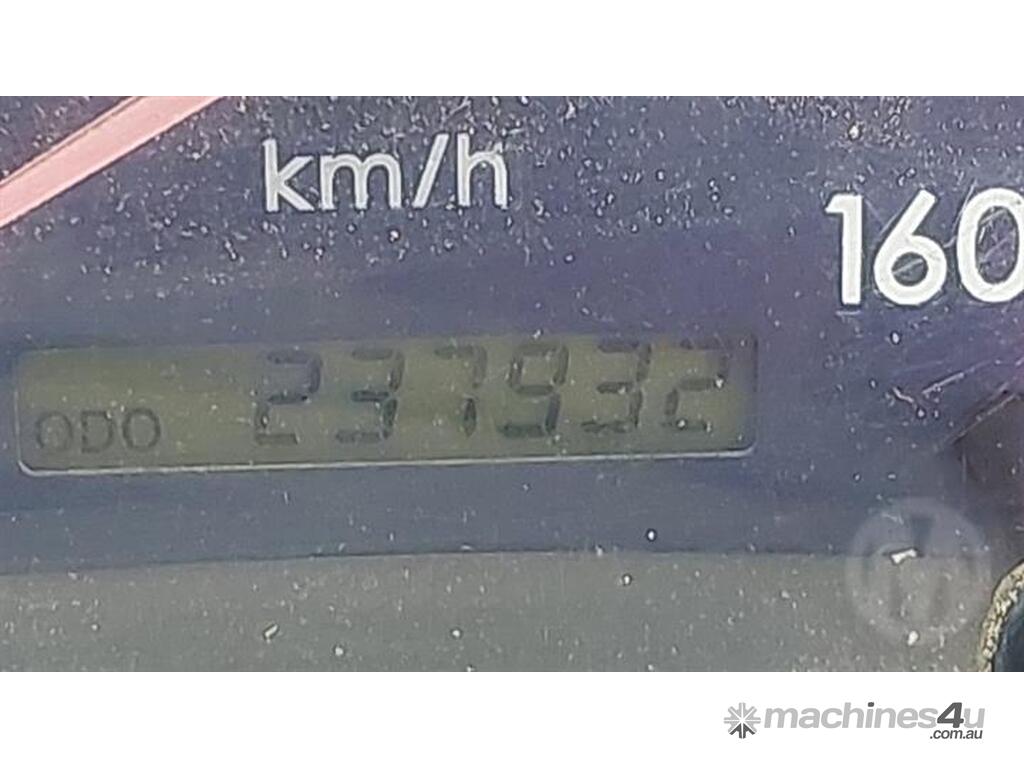 km/h
160
ODO 237932
machines4u
.com.au